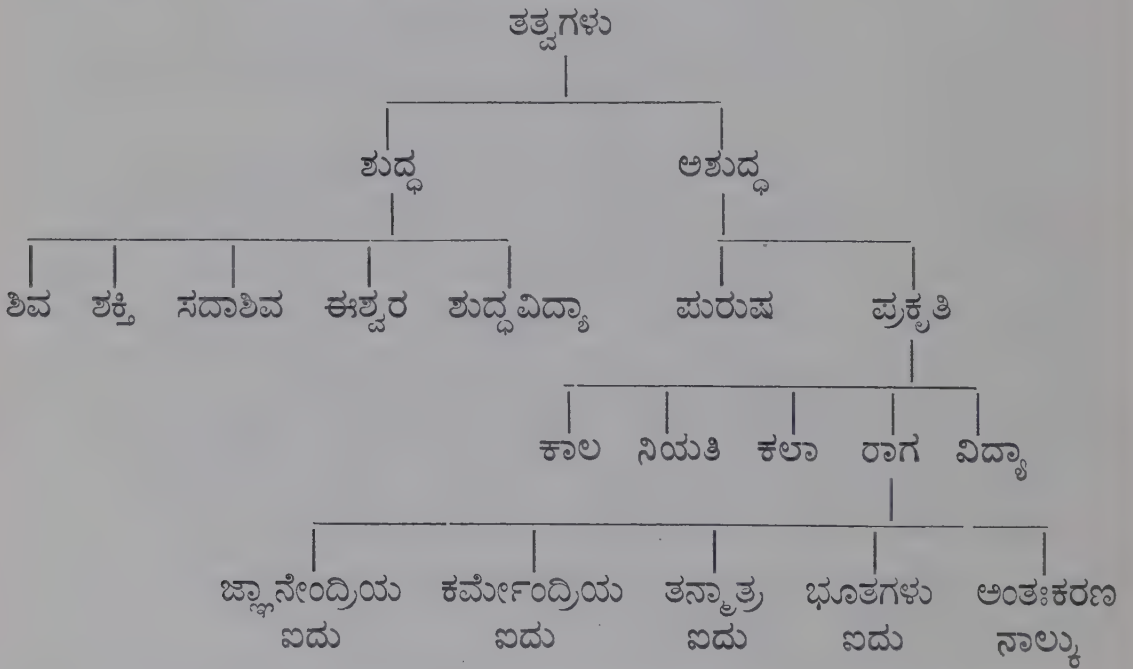 ತತ್ವಗಳು
ಶುದ್ಧ ಅಶುದ್ಧ
ಶಿವ ಶಕ್ತಿ ಸದಾಶಿವ ಈಶ್ವರ ಶುದ್ಧವಿದ್ಯಾ ಪುರುಷ ಪ್ರಕೃತಿ
ಕಾಲ ನಿಯತಿ ಕಲಾ ರಾಗ ವಿದ್ಯಾ
ಜ್ಞಾನೇಂದ್ರಿಯ ಕರ್ಮೇಂದ್ರಿಯ ತನ್ಮಾತ್ರ ಭೂತಗಳು ಅಂತಃಕರಣ
ಐದು ಐದು ಐದು ಐದು ನಾಲ್ಕು